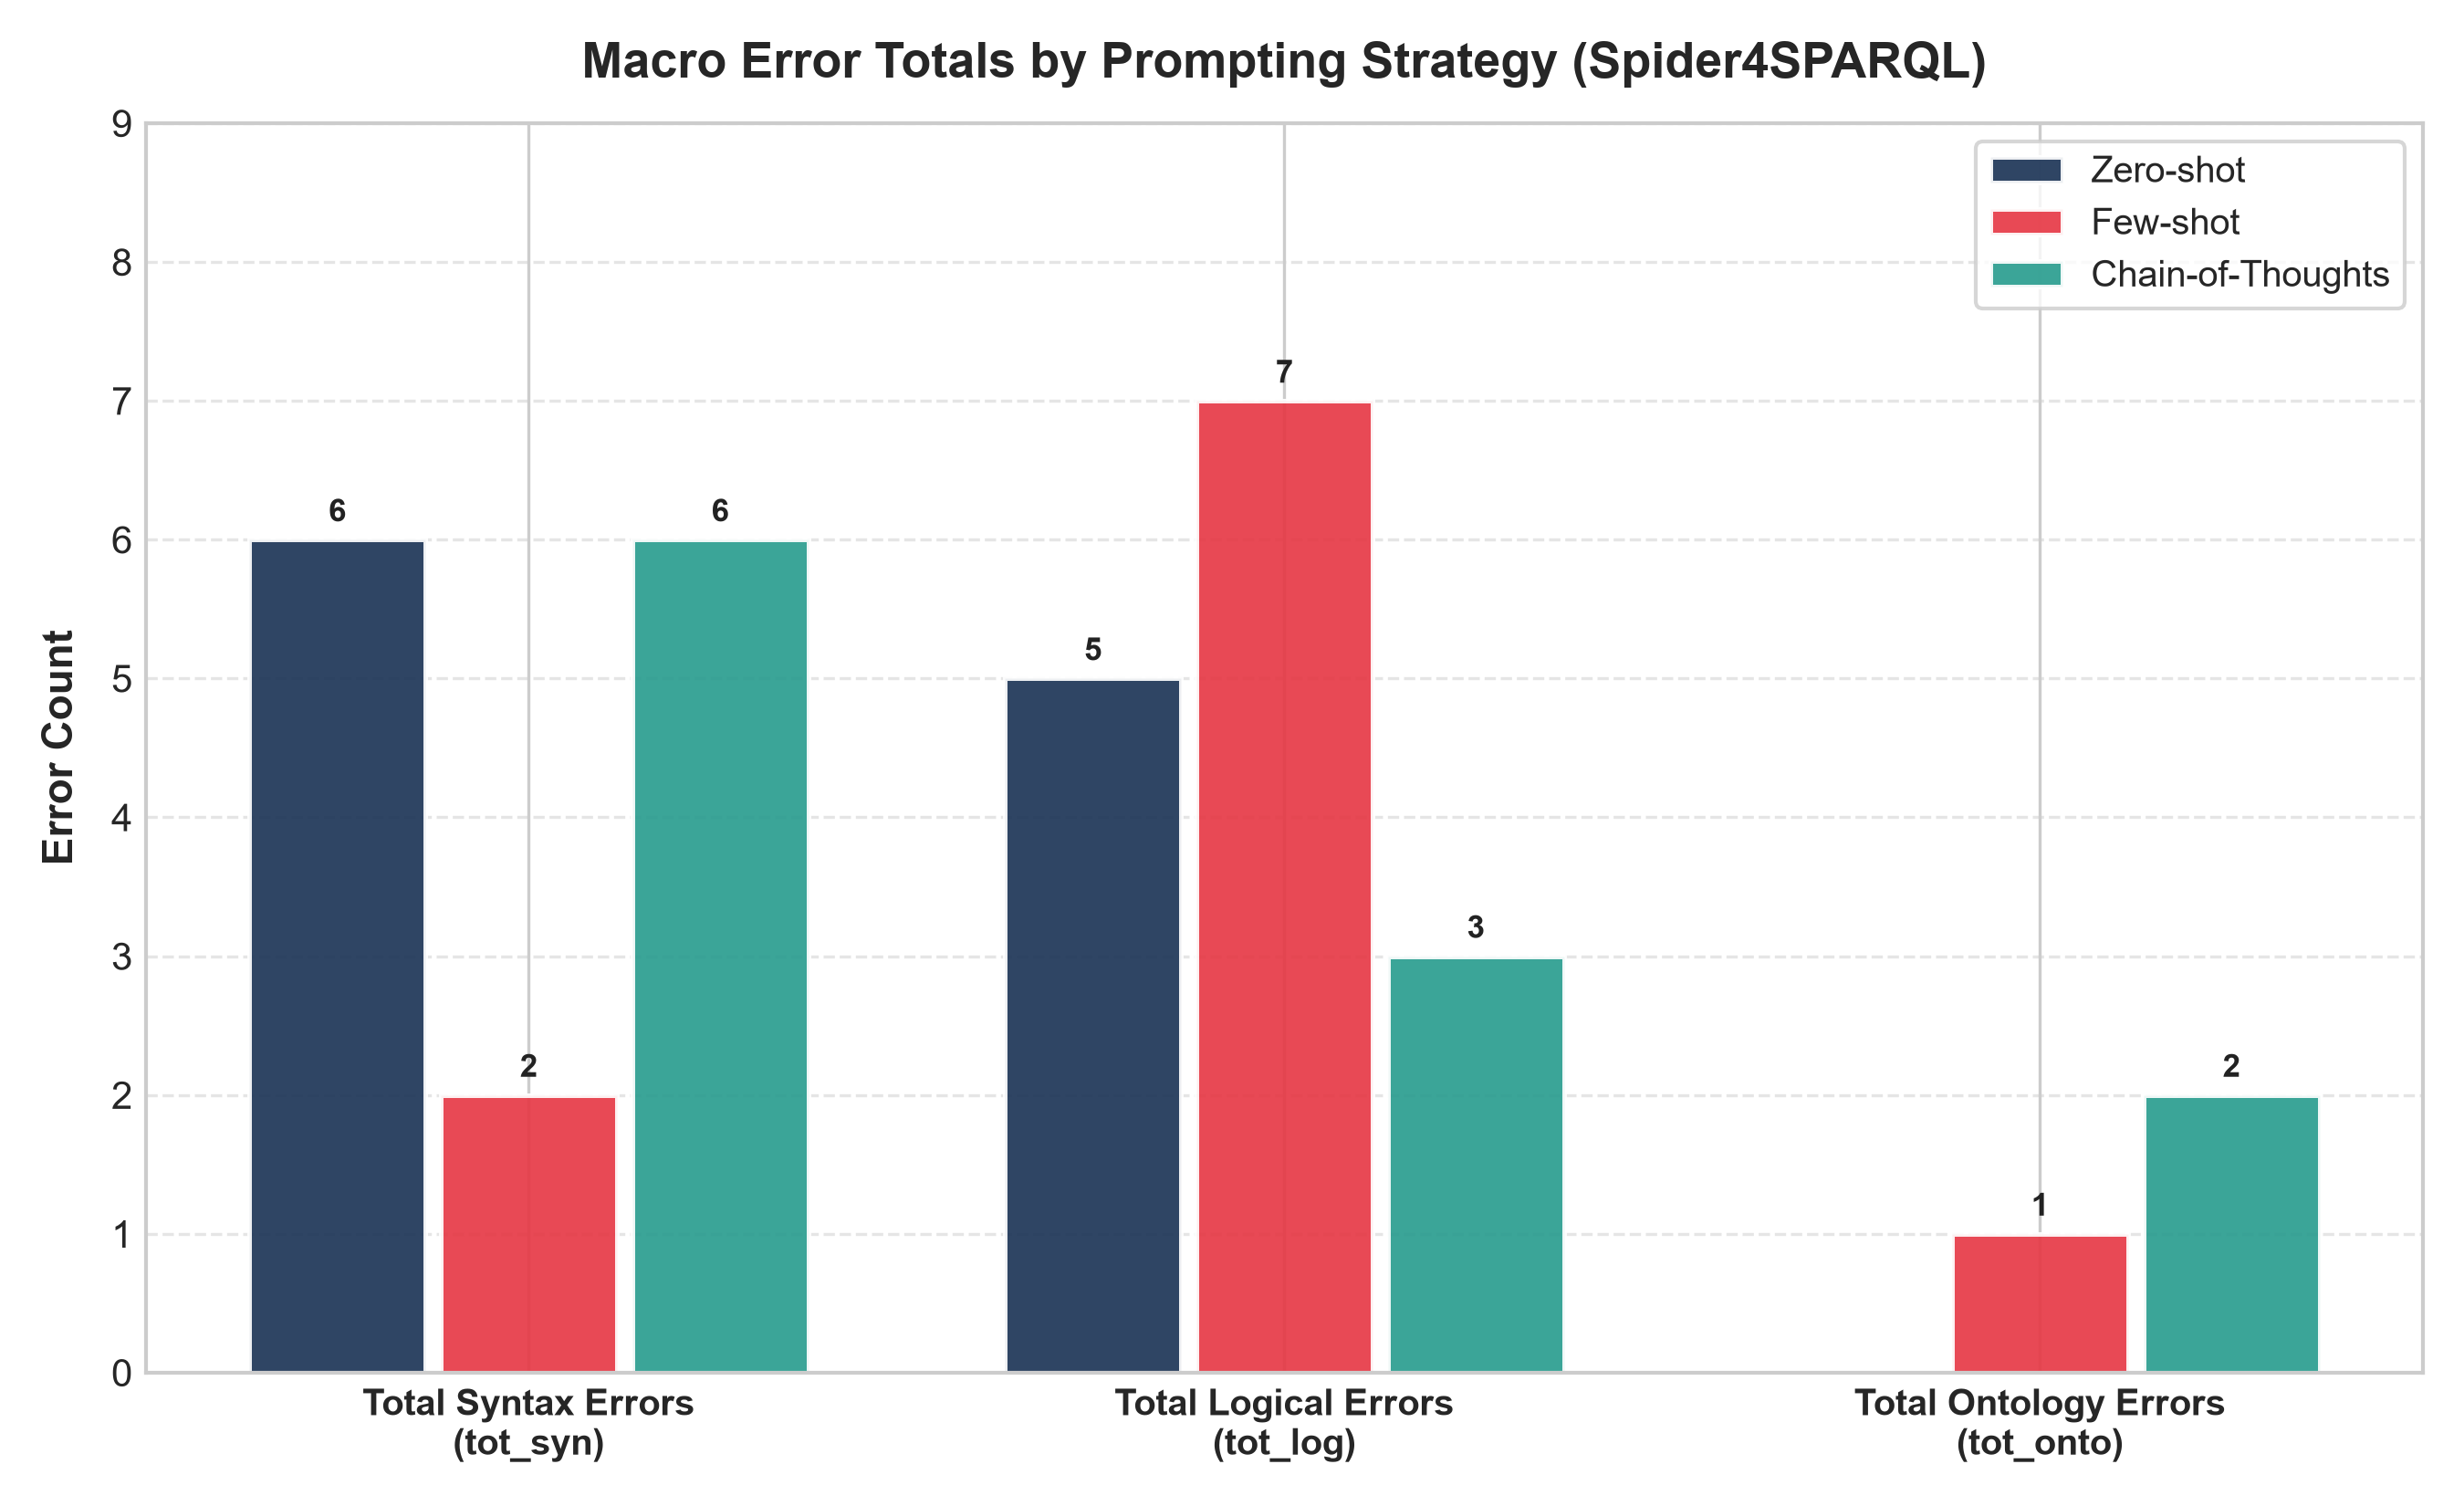 Macro Error Totals by Prompting Strategy (Spider4SPARQL)
9
8
7
6
5
4
3
2
1
0
Error Count
Zero-shot
Few-shot
Chain-of-Thoughts
6
2
6
5
7
3
1
2
Total Syntax Errors
(tot_syn)
Total Logical Errors
(tot_log)
Total Ontology Errors
(tot_onto)